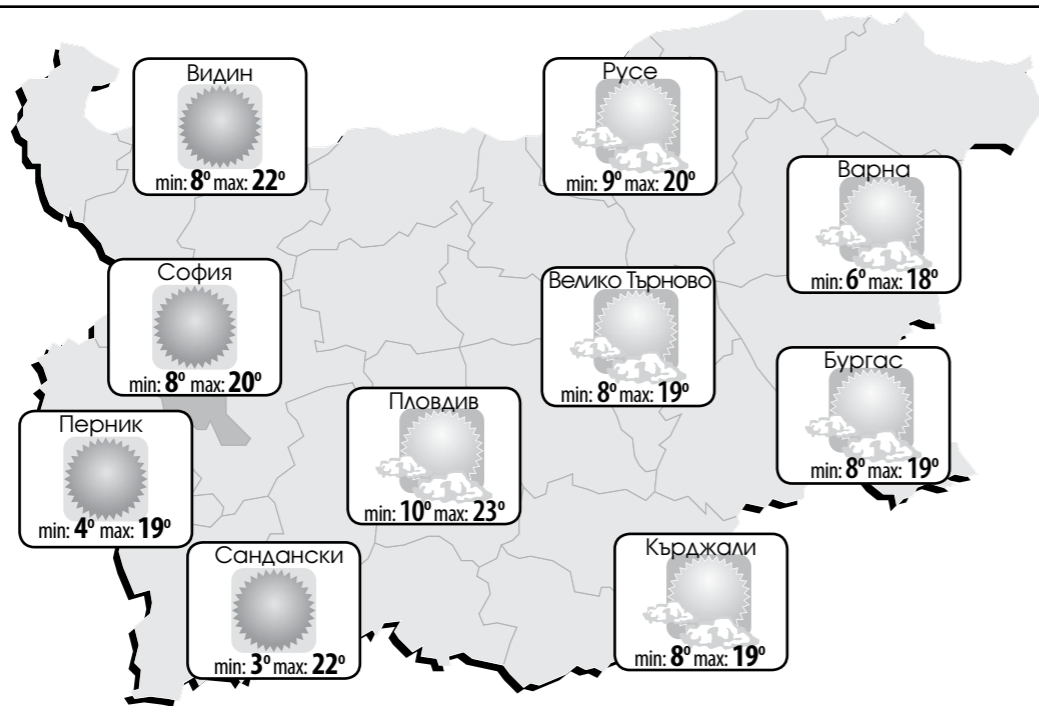 Видин
min: 8° max: 22°
Русе
min: 9° max: 20°
Варна
min: 6° max: 18°
София
min: 8° max: 20°
Велико Търново
min: 8° max: 19°
Бургас
min: 8° max: 19°
Пловдив
min: 10° max: 23°
Перник
min: 4° max: 19°
Сандански
min: 3° max: 22°
Кърджали
min: 8° max: 19°